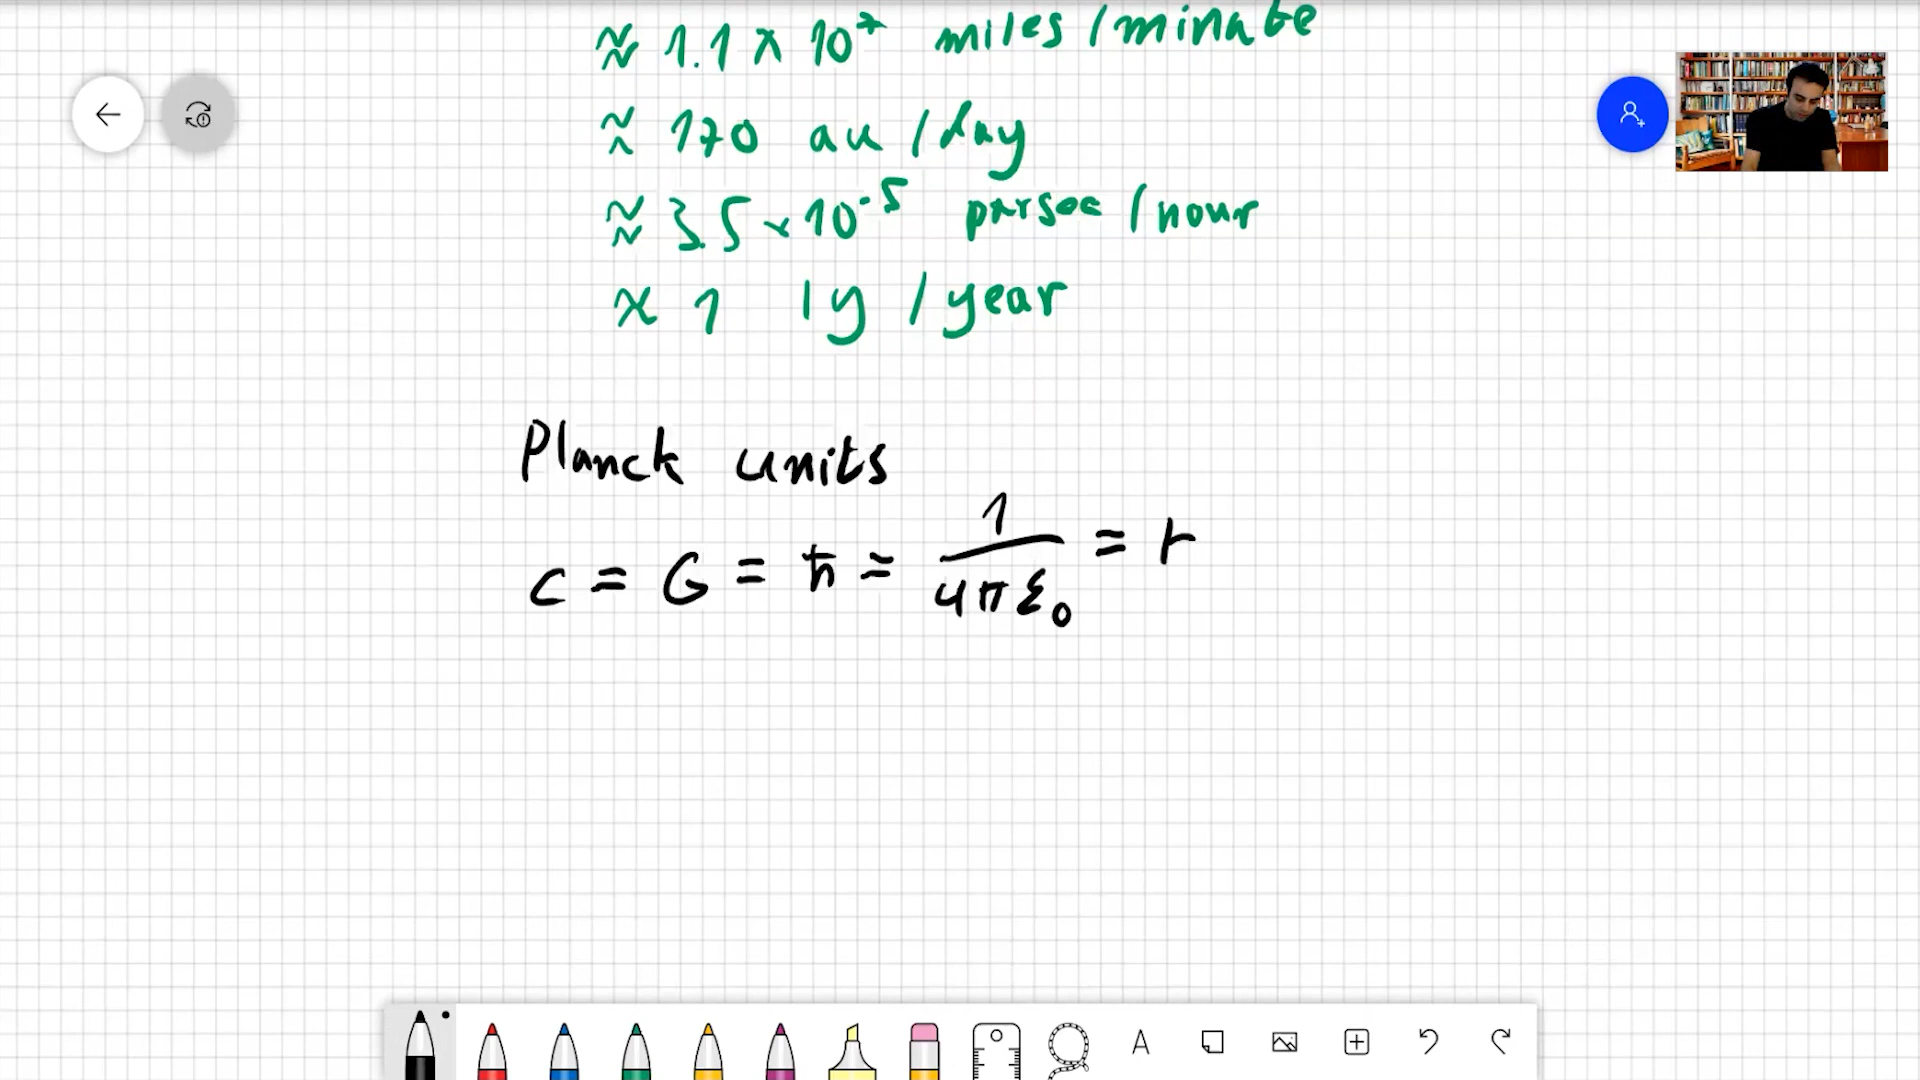 ≈ 1.1 × 10⁷ miles / minute
≈ 170 au / day
≈ 3.5 × 10⁻⁵ parsec / hour
≈ 1 ly / year
Planck units
c = G = ħ = 1/4πε₀ =
A